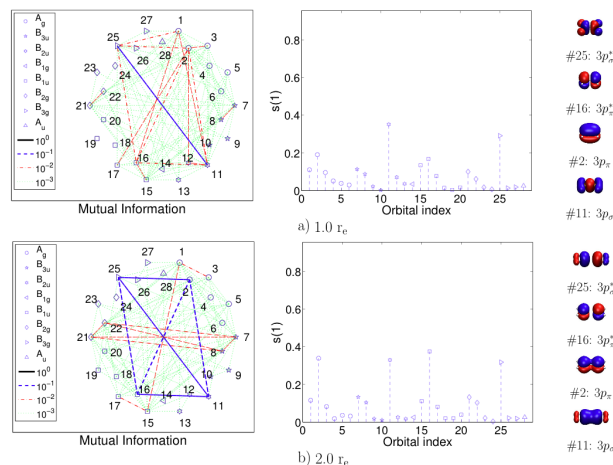 A_g
B_3u
B_2u
B_1g
B_1u
B_2g
B_3g
A_u
10^0
10^-1
10^-2
10^-3
27
1
25
3
26
28
2
23
24
4
5
22
6
21
7
20
8
19
18
10
9
16
14
12
17
11
15
13
Mutual Information
s(1)
0.8
0.6
0.4
0.2
0
0
5
10
15
20
25
Orbital index
a) 1.0 r_e
#25: 3p*_σ
#16: 3p*_π
#2: 3p_π
#11: 3p_σ
A_g
B_3u
B_2u
B_1g
B_1u
B_2g
B_3g
A_u
10^0
10^-1
10^-2
10^-3
27
1
25
3
26
28
2
23
24
4
5
22
6
21
7
20
8
19
18
10
9
16
14
12
17
11
15
13
Mutual Information
s(1)
0.8
0.6
0.4
0.2
0
0
5
10
15
20
25
Orbital index
b) 2.0 r_e
#25: 3p*_σ
#16: 3p*_π
#2: 3p_π
#11: 3p_σ